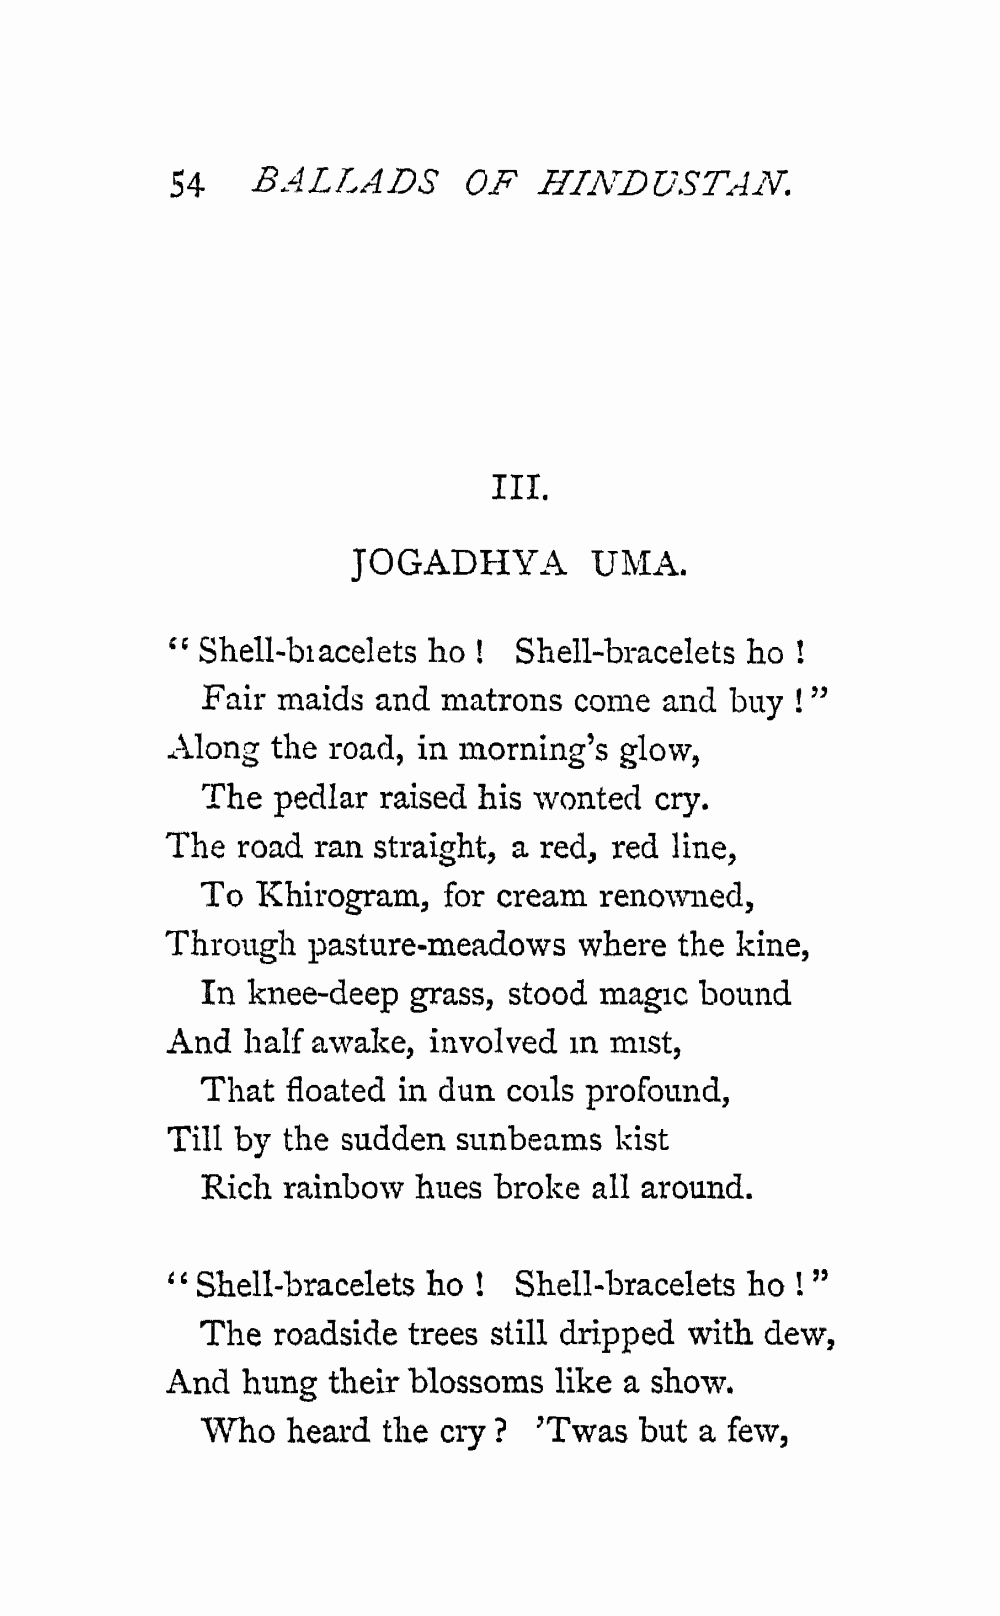 54 BALLADS OF HINDUSTAN.
III.
JOGADHYA UMA.
“Shell-bracelets ho! Shell-bracelets ho!
Fair maids and matrons come and buy!”
Along the road, in morning’s glow,
The pedlar raised his wonted cry.
The road ran straight, a red, red line,
To Khirogram, for cream renowned,
Through pasture-meadows where the kine,
In knee-deep grass, stood magic bound
And half awake, involved in mist,
That floated in dun coils profound,
Till by the sudden sunbeams kist
Rich rainbow hues broke all around.
“Shell-bracelets ho! Shell-bracelets ho!”
The roadside trees still dripped with dew,
And hung their blossoms like a show.
Who heard the cry? ’Twas but a few,